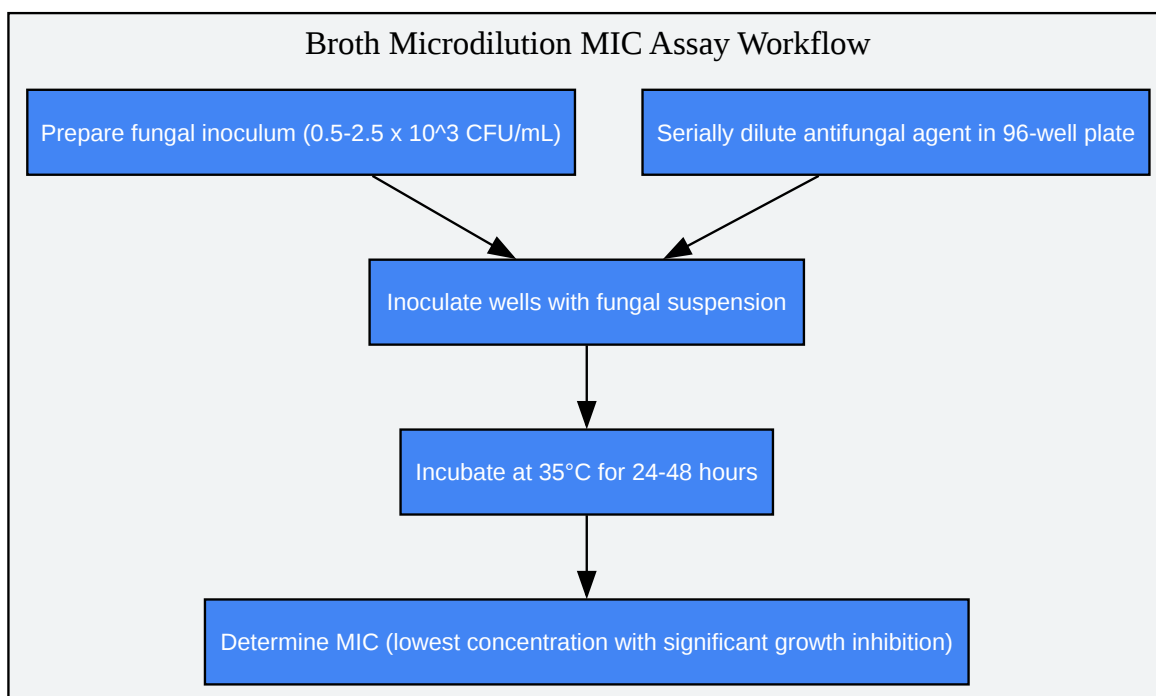 Broth Microdilution MIC Assay Workflow
Prepare fungal inoculum (0.5-2.5 x 10^3 CFU/mL)
Serially dilute antifungal agent in 96-well plate
Inoculate wells with fungal suspension
Incubate at 35°C for 24-48 hours
Determine MIC (lowest concentration with significant growth inhibition)